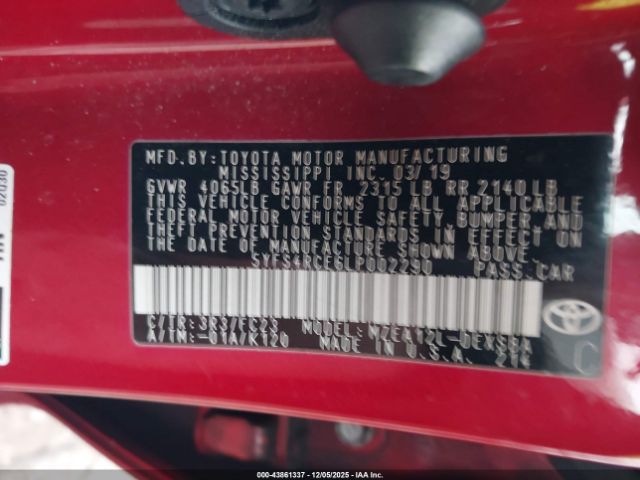 MFD.BY:TOYOTA MOTOR MANUFACTURING
MISSISSIPPI INC. 03/19
GVWR 4065LB GAWR FR 2315 LB RR 2140LB
THIS VEHICLE CONFORMS TO ALL APPLICABLE
FEDERAL MOTOR VEHICLE SAFETY, BUMPER AND
THEFT PREVENTION STANDARDS IN EFFECT ON
THE DATE OF MANUFACTURE SHOWN ABOVE.
5YFS4RCE6LP002290 PASS.CAR
C/TR:3R3/FC23 MODEL:MZEA12L-DEXSBA
A/TM:-01A/K120 MADE IN U.S.A. 214
C
02030
000-43861337 - 12/05/2025 - IAA, Inc.